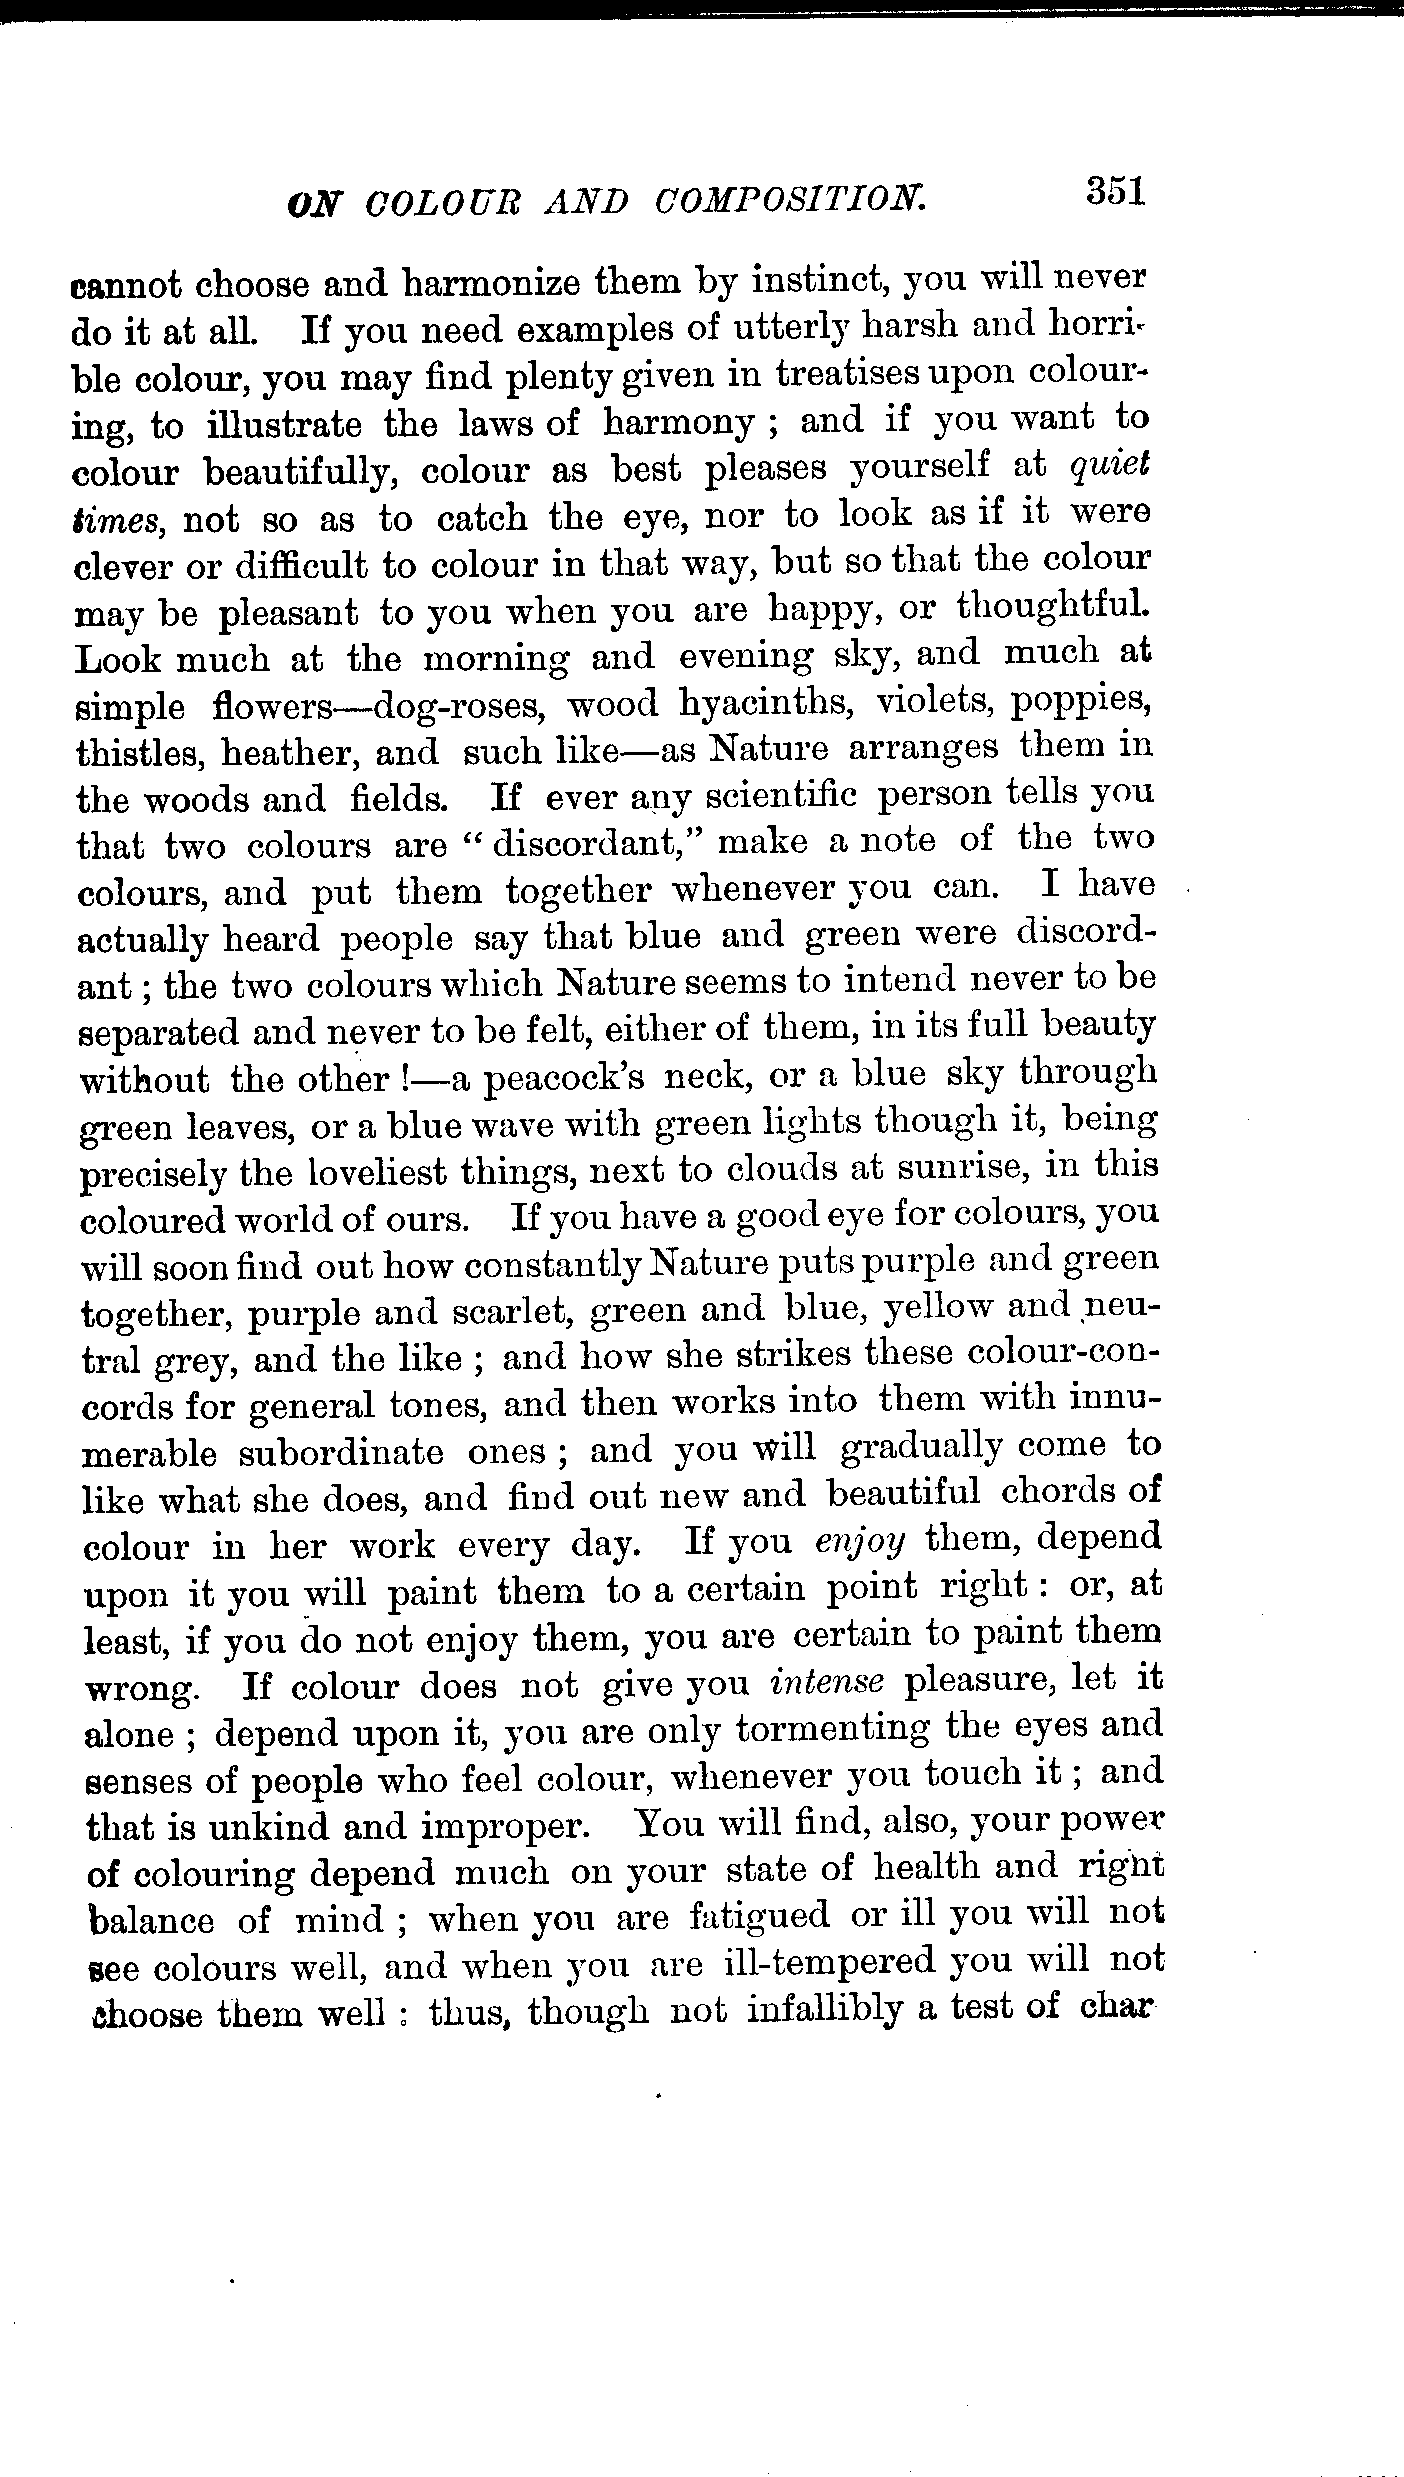 ON COLOUR AND COMPOSITION. 351
cannot choose and harmonize them by instinct, you will never
do it at all. If you need examples of utterly harsh and horri-
ble colour, you may find plenty given in treatises upon colour-
ing, to illustrate the laws of harmony ; and if you want to
colour beautifully, colour as best pleases yourself at quiet
times, not so as to catch the eye, nor to look as if it were
clever or difficult to colour in that way, but so that the colour
may be pleasant to you when you are happy, or thoughtful.
Look much at the morning and evening sky, and much at
simple flowers—dog-roses, wood hyacinths, violets, poppies,
thistles, heather, and such like—as Nature arranges them in
the woods and fields. If ever any scientific person tells you
that two colours are “ discordant,” make a note of the two
colours, and put them together whenever you can. I have
actually heard people say that blue and green were discord-
ant ; the two colours which Nature seems to intend never to be
separated and never to be felt, either of them, in its full beauty
without the other !—a peacock’s neck, or a blue sky through
green leaves, or a blue wave with green lights though it, being
precisely the loveliest things, next to clouds at sunrise, in this
coloured world of ours. If you have a good eye for colours, you
will soon find out how constantly Nature puts purple and green
together, purple and scarlet, green and blue, yellow and neu-
tral grey, and the like ; and how she strikes these colour-con-
cords for general tones, and then works into them with innu-
merable subordinate ones ; and you will gradually come to
like what she does, and find out new and beautiful chords of
colour in her work every day. If you enjoy them, depend
upon it you will paint them to a certain point right : or, at
least, if you do not enjoy them, you are certain to paint them
wrong. If colour does not give you intense pleasure, let it
alone ; depend upon it, you are only tormenting the eyes and
senses of people who feel colour, whenever you touch it ; and
that is unkind and improper. You will find, also, your power
of colouring depend much on your state of health and right
balance of mind ; when you are fatigued or ill you will not
see colours well, and when you are ill-tempered you will not
choose them well : thus, though not infallibly a test of char